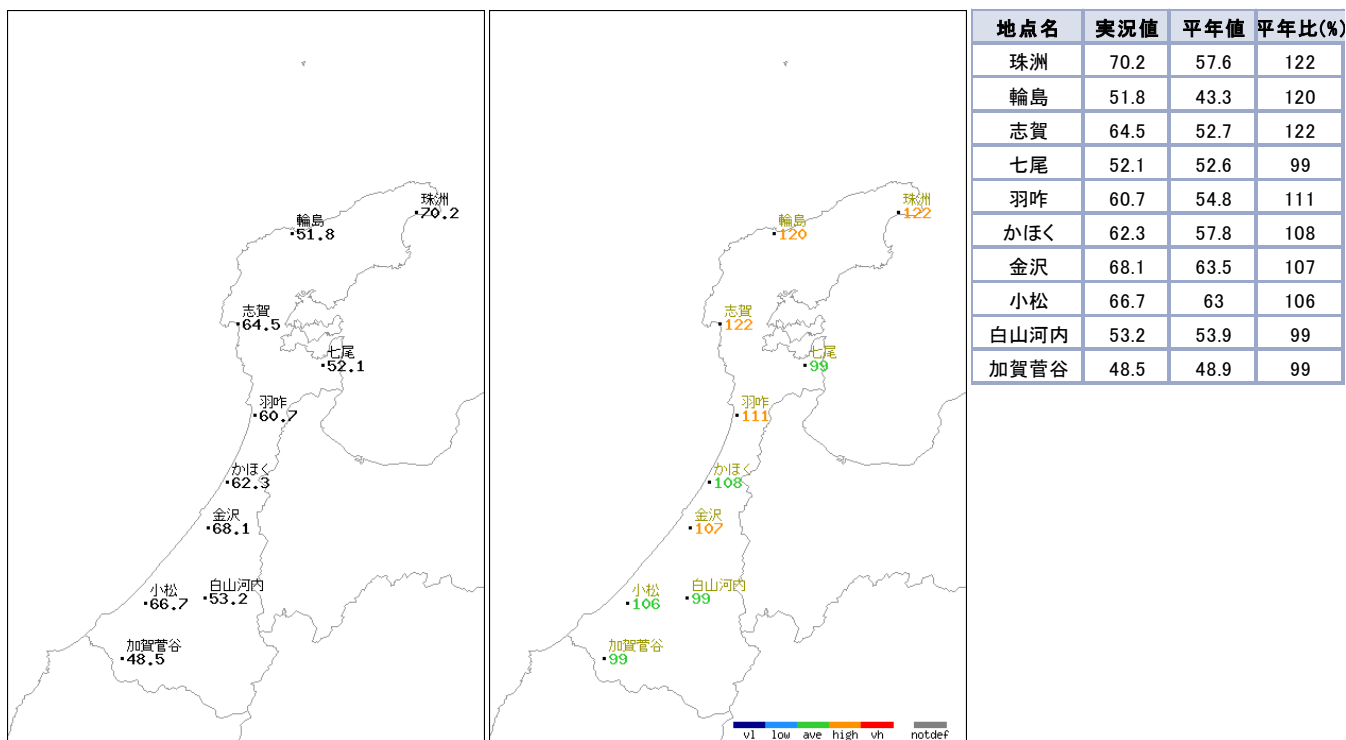 珠洲
70.2
輪島
51.8
志賀
64.5
七尾
52.1
羽咋
60.7
かほく
62.3
金沢
68.1
白山河内
53.2
小松
66.7
加賀菅谷
48.5
珠洲
122
輪島
120
志賀
122
七尾
99
羽咋
111
かほく
108
金沢
107
白山河内
99
小松
106
加賀菅谷
99
vl low ave high vh notdef
地点名 実況値 平年値 平年比(%)
珠洲 70.2 57.6 122
輪島 51.8 43.3 120
志賀 64.5 52.7 122
七尾 52.1 52.6 99
羽咋 60.7 54.8 111
かほく 62.3 57.8 108
金沢 68.1 63.5 107
小松 66.7 63 106
白山河内 53.2 53.9 99
加賀菅谷 48.5 48.9 99